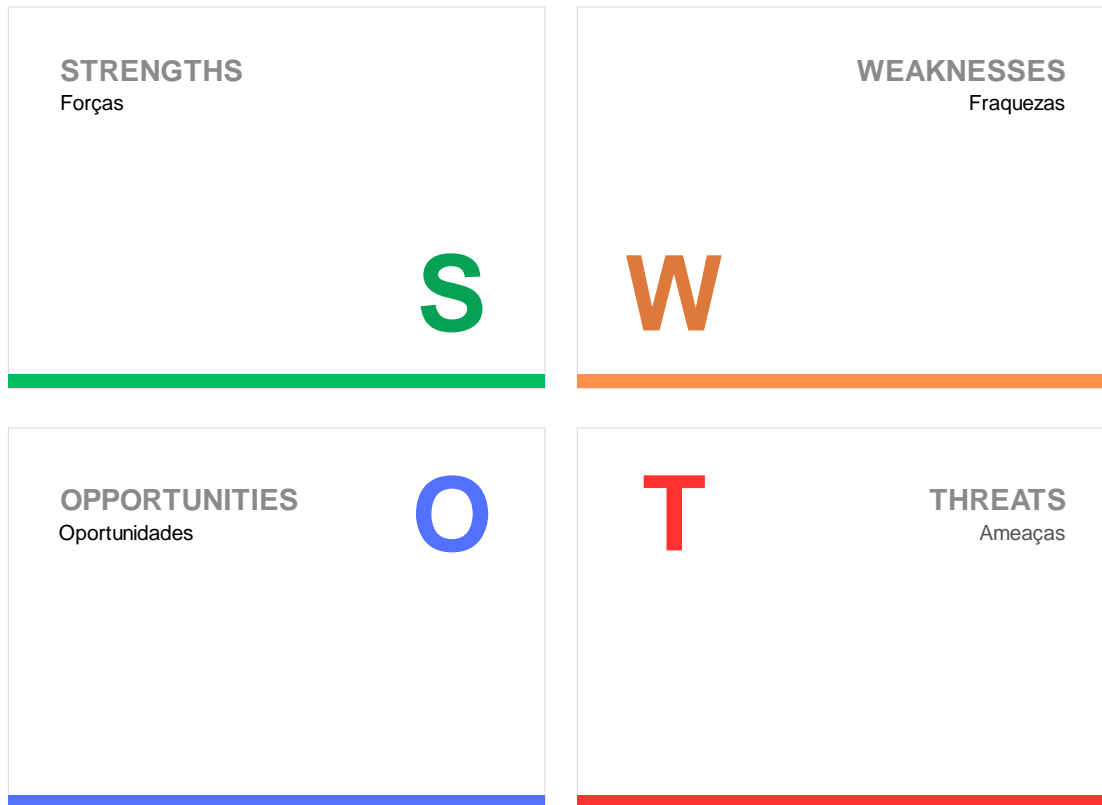 STRENGTHS
Forças
S
WEAKNESSES
Fraquezas
W
OPPORTUNITIES
Oportunidades
O
T
THREATS
Ameaças